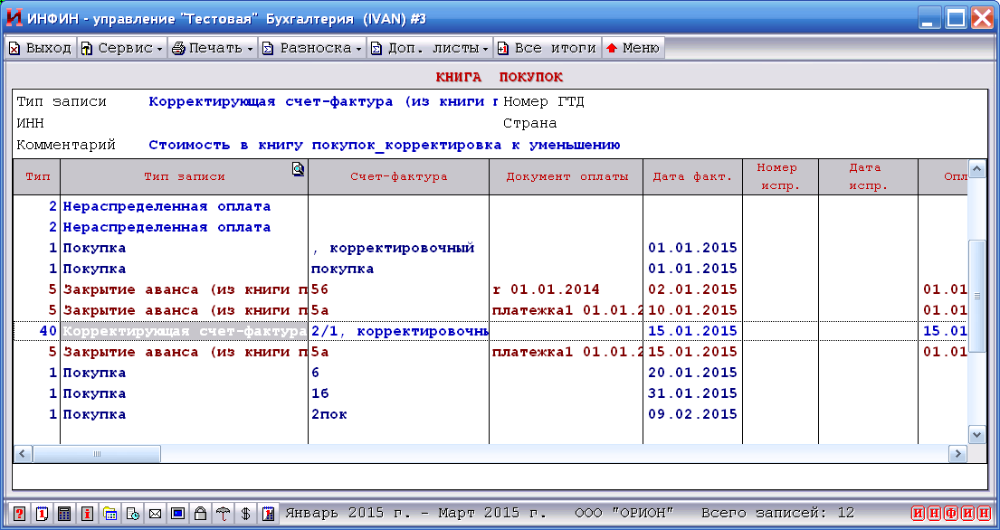 ИНФИН - управление "Тестовая" Бухгалтерия (IVAN) #3
Выход Сервис Печать Разноска Доп. листы Все итоги Меню
КНИГА ПОКУПОК
Тип записи Корректирующая счет-фактура (из книги п Номер ГТД
ИНН Страна
Комментарий Стоимость в книгу покупок_корректировка к уменьшению
Тип Тип записи Счет-фактура Документ оплаты Дата факт. Номер испр. Дата испр. Опл
2 Нераспределенная оплата
2 Нераспределенная оплата
1 Покупка , корректировочный 01.01.2015
1 Покупка покупка 01.01.2015
5 Закрытие аванса (из книги п 56 г 01.01.2014 02.01.2015 01.01
5 Закрытие аванса (из книги п 5а платежка1 01.01.2 10.01.2015 01.01
40 Корректирующая счет-фактура 2/1, корректировочны 15.01.2015 15.01
5 Закрытие аванса (из книги п 5а платежка1 01.01.2 15.01.2015 01.01
1 Покупка 6 20.01.2015
1 Покупка 16 31.01.2015
1 Покупка 2пок 09.02.2015
Январь 2015 г. - Март 2015 г. ООО "ОРИОН" Всего записей: 12 ИНФИН